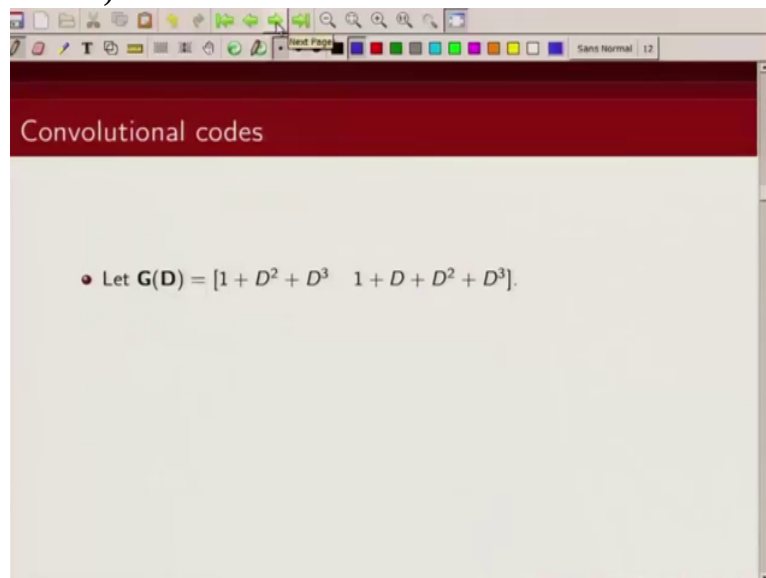 T
Next Page
Sans Normal 12
Convolutional codes
Let G(D) = [1 + D² + D³ 1 + D + D² + D³].